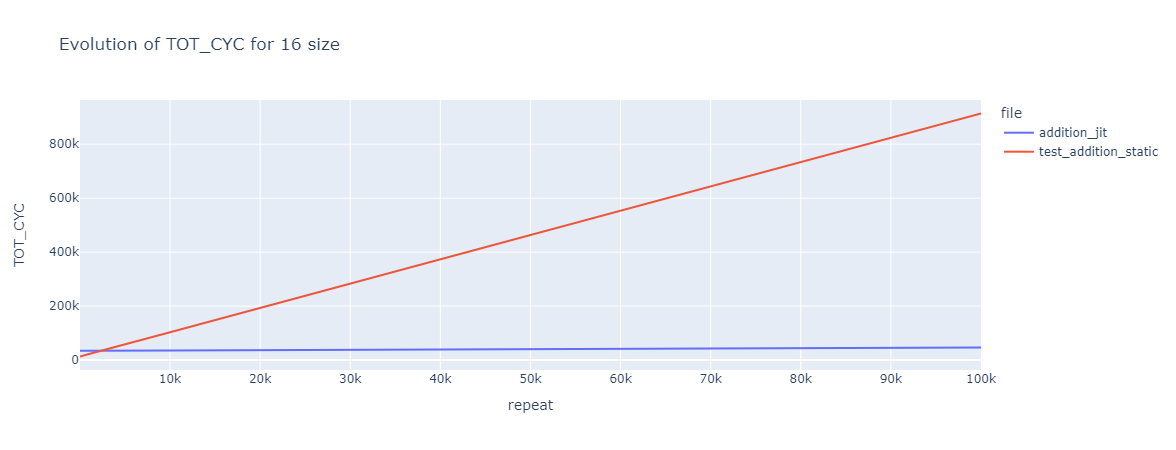 Evolution of TOT_CYC for 16 size
file
addition_jit
test_addition_static
TOT_CYC
800k
600k
400k
200k
0
10k 20k 30k 40k 50k 60k 70k 80k 90k 100k
repeat